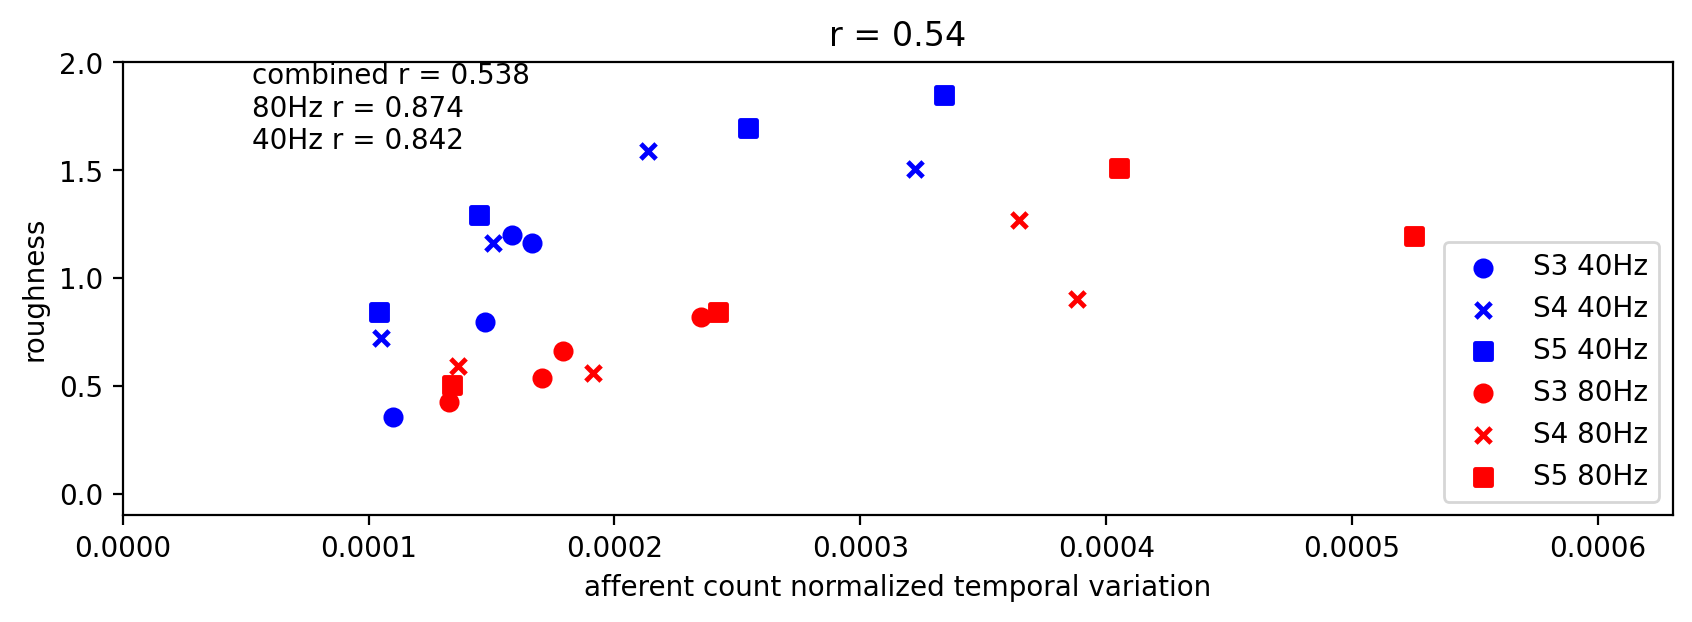 r = 0.54
combined r = 0.538
80Hz r = 0.874
40Hz r = 0.842
2.0
1.5
1.0
0.5
0.0
roughness
S3 40Hz
S4 40Hz
S5 40Hz
S3 80Hz
S4 80Hz
S5 80Hz
0.0000 0.0001 0.0002 0.0003 0.0004 0.0005 0.0006
afferent count normalized temporal variation